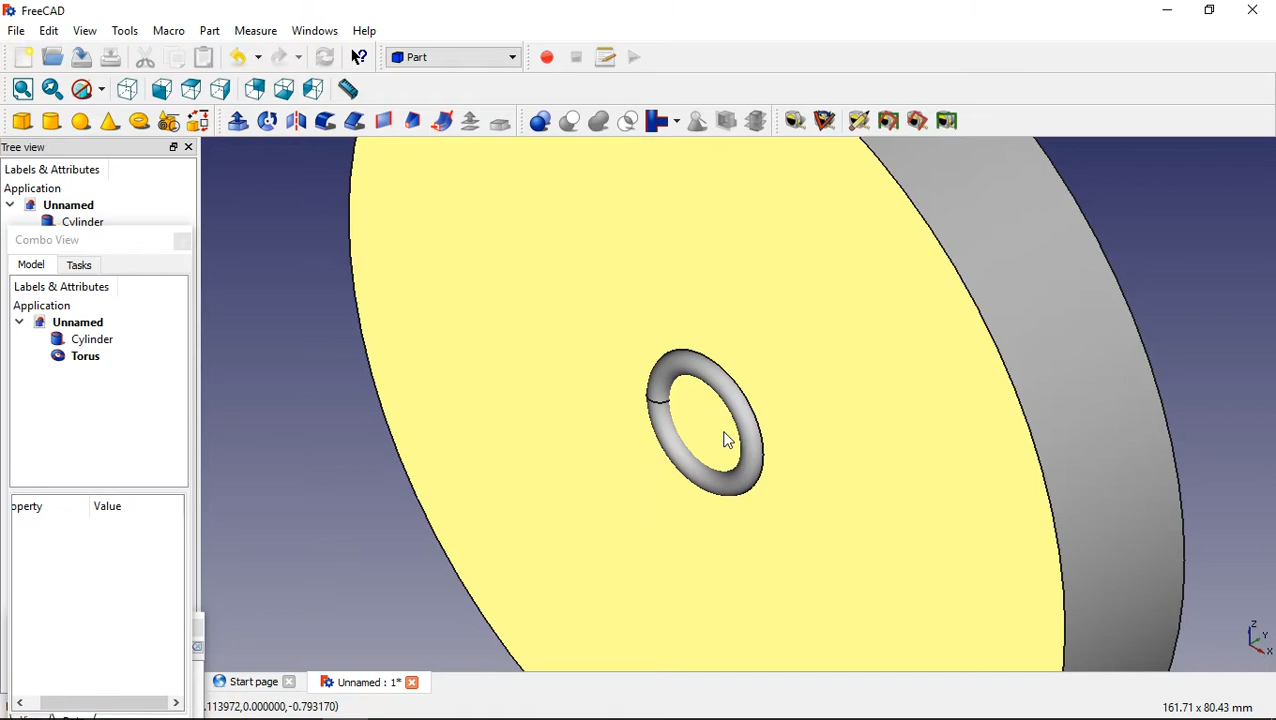 FreeCAD
File Edit View Tools Macro Part Measure Windows Help
Part
Tree view
Labels & Attributes
Application
Unnamed
Cylinder
Combo View
Model Tasks
Labels & Attributes
Application
Unnamed
Cylinder
Torus
operty Value
Start page Unnamed : 1*
.113972,0.000000,-0.793170) 161.71 x 80.43 mm
Z
Y
X